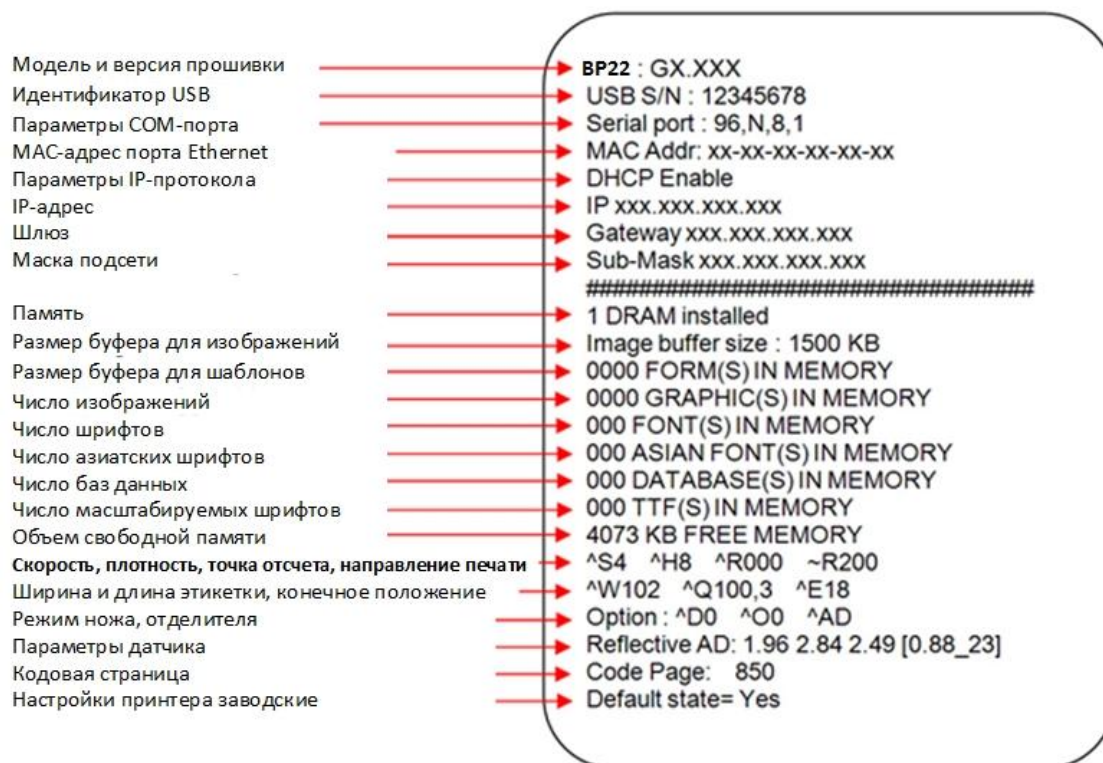 Модель и версия прошивки BP22 : GX.XXX
Идентификатор USB USB S/N : 12345678
Параметры COM-порта Serial port : 96,N,8,1
MAC-адрес порта Ethernet MAC Addr: xx-xx-xx-xx-xx-xx
Параметры IP-протокола DHCP Enable
IP-адрес IP xxx.xxx.xxx.xxx
Шлюз Gateway xxx.xxx.xxx.xxx
Маска подсети Sub-Mask xxx.xxx.xxx.xxx
##################################
Память 1 DRAM installed
Размер буфера для изображений Image buffer size : 1500 KB
Размер буфера для шаблонов 0000 FORM(S) IN MEMORY
Число изображений 0000 GRAPHIC(S) IN MEMORY
Число шрифтов 000 FONT(S) IN MEMORY
Число азиатских шрифтов 000 ASIAN FONT(S) IN MEMORY
Число баз данных 000 DATABASE(S) IN MEMORY
Число масштабируемых шрифтов 000 TTF(S) IN MEMORY
Объем свободной памяти 4073 KB FREE MEMORY
Скорость, плотность, точка отсчета, направление печати ^S4 ^H8 ^R000 ~R200
Ширина и длина этикетки, конечное положение ^W102 ^Q100,3 ^E18
Режим ножа, отделителя Option : ^D0 ^O0 ^AD
Параметры датчика Reflective AD: 1.96 2.84 2.49 [0.88_23]
Кодовая страница Code Page: 850
Настройки принтера заводские Default state= Yes